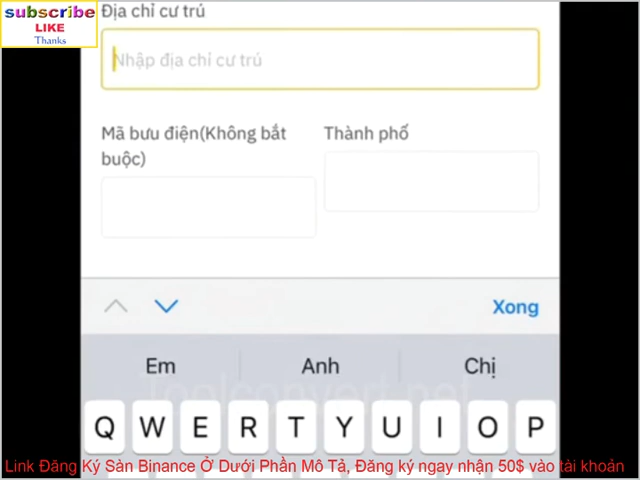 subscribe
LIKE
Thanks
Địa chỉ cư trú
Nhập địa chỉ cư trú
Mã bưu điện(Không bắt
buộc)
Thành phố
Xong
Em Anh Chị
Toolconvert.net
Q W E R T Y U I O P
Link Đăng Ký Sàn Binance Ở Dưới Phần Mô Tả, Đăng ký ngay nhận 50$ vào tài khoản